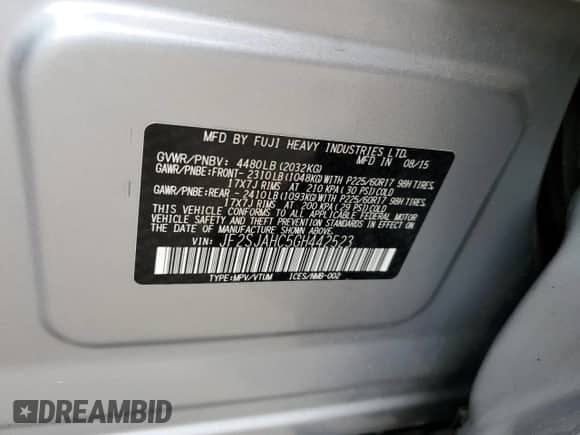 MFD BY FUJI HEAVY INDUSTRIES LTD.
MFD IN 08/15
GVWR/PNBV: 4480LB(2032KG)
GAWR/PNBE:FRONT- 2310LB(1048KG)WITH P225/60R17 98H TIRES,
17X7J RIMS AT 210 KPA(30 PSI)COLD
GAWR/PNBE:REAR -2410LB(1093KG)WITH P225/60R17 98H TIRES,
17X7J RIMS AT 200 KPA(29 PSI)COLD
THIS VEHICLE CONFORMS TO ALL APPLICABLE FEDERAL MOTOR
VEHICLE SAFETY AND THEFT PREVENTION STANDARDS IN EFFECT
ON THE DATE OF MANUFACTURE SHOWN ABOVE.
VIN: JF2SJAHC5GH442523
TYPE:MPV/VTUM ICES/NMB-002
DREAMBID